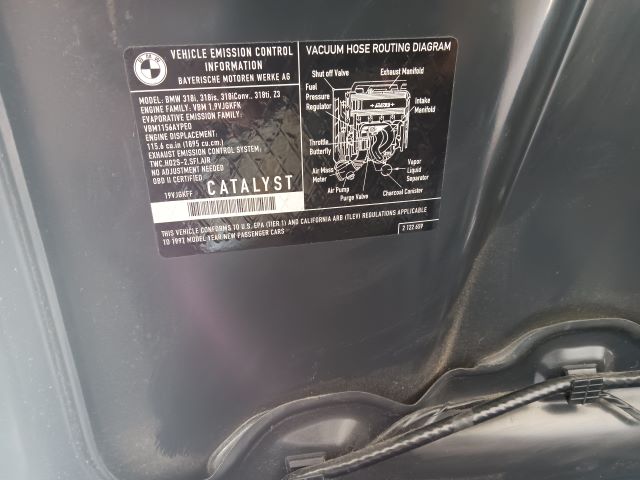 BMW
VEHICLE EMISSION CONTROL
INFORMATION
BAYERISCHE MOTOREN WERKE AG
MODEL: BMW 318i, 318is, 318iConv., 318ti, Z3
ENGINE FAMILY: VBM 1.9VJGKFN
EVAPORATIVE EMISSION FAMILY:
VBM1156AYPE0
ENGINE DISPLACEMENT:
115.6 cu.in (1895 cu.cm.)
EXHAUST EMISSION CONTROL SYSTEM:
TWC,HO2S-2,SFI,AIR
NO ADJUSTMENT NEEDED
OBD II CERTIFIED
19VJGKFF
CATALYST
VACUUM HOSE ROUTING DIAGRAM
Shut off Valve
Exhaust Manifold
Fuel
Pressure
Regulator
Intake
Manifold
Throttle
Butterfly
Air Mass
Meter
Vapor
Liquid
Separator
Air Pump
Purge Valve
Charcoal Canister
THIS VEHICLE CONFORMS TO U.S. EPA (TIER 1) AND CALIFORNIA ARB (TLEV) REGULATIONS APPLICABLE
TO 1997 MODEL YEAR NEW PASSENGER CARS
2 122 659